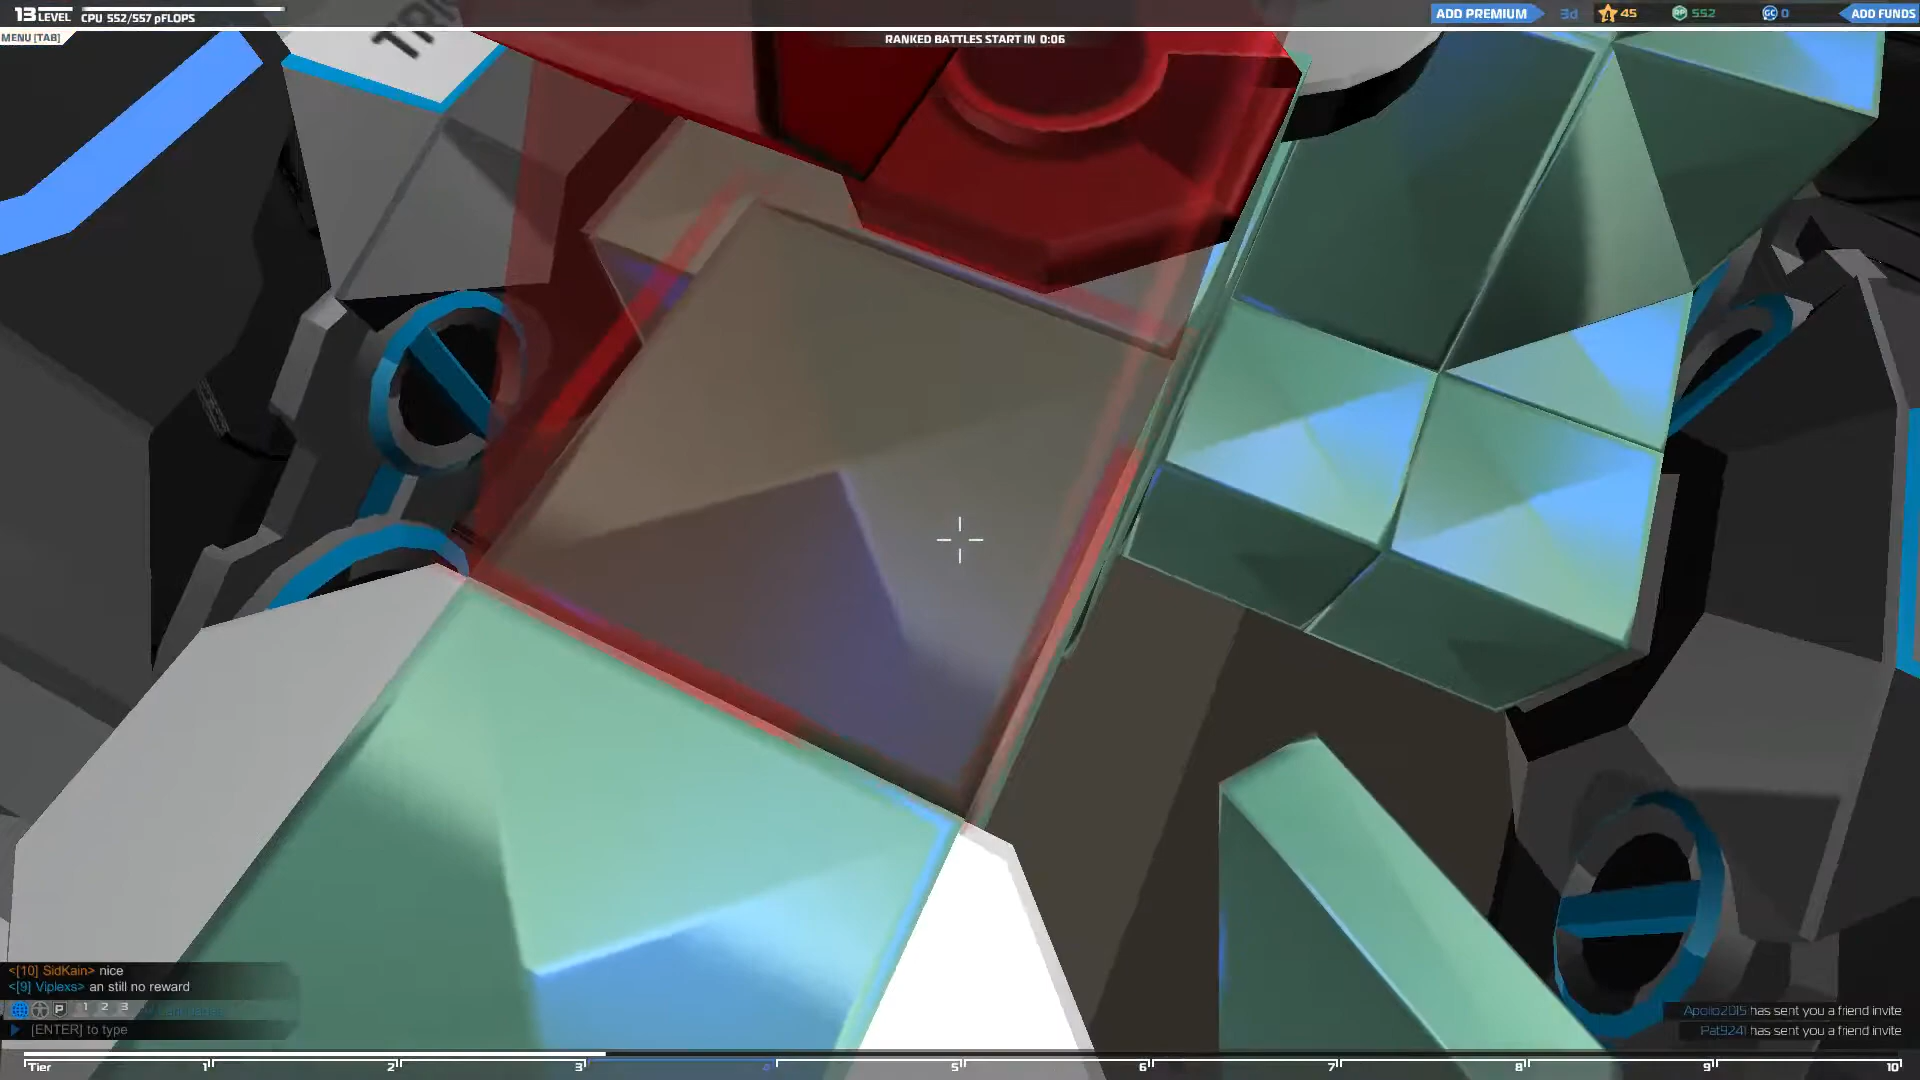 13 LEVEL CPU 552/557 pFLOPS
ADD PREMIUM 3d 45 RP 552 GC 0 ADD FUNDS
MENU [TAB]
RANKED BATTLES START IN 0:06
<[10] SidKain> nice
<[9] Viplexs> an still no reward
P 1 2 3
[ENTER] to type
Apollo2015 has sent you a friend invite
Pat9241 has sent you a friend invite
Tier 1 2 3 4 5 6 7 8 9 10